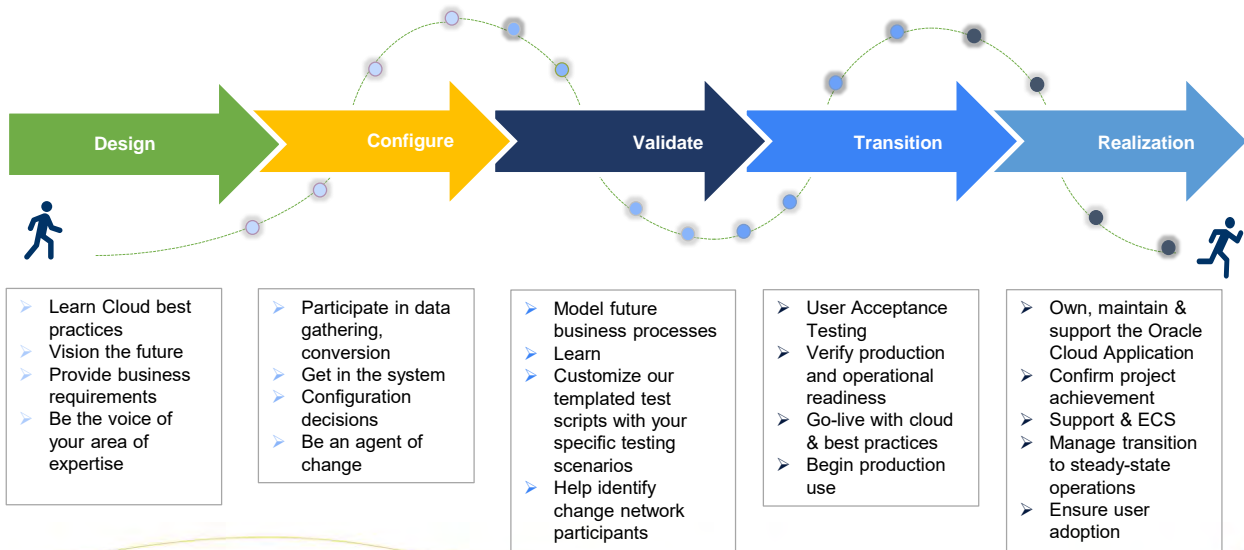 Design
Configure
Validate
Transition
Realization
Learn Cloud best
practices
Vision the future
Provide business
requirements
Be the voice of
your area of
expertise
Participate in data
gathering,
conversion
Get in the system
Configuration
decisions
Be an agent of
change
Model future
business processes
Learn
Customize our
templated test
scripts with your
specific testing
scenarios
Help identify
change network
participants
User Acceptance
Testing
Verify production
and operational
readiness
Go-live with cloud
& best practices
Begin production
use
Own, maintain &
support the Oracle
Cloud Application
Confirm project
achievement
Support & ECS
Manage transition
to steady-state
operations
Ensure user
adoption